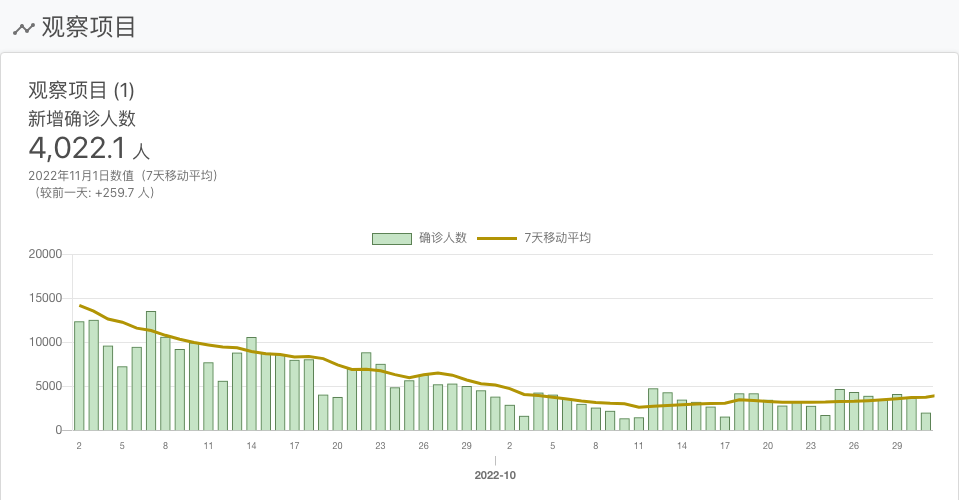 观察项目
观察项目 (1)
新增确诊人数
4,022.1 人
2022年11月1日数值（7天移动平均）
（较前一天: +259.7 人）
确诊人数 7天移动平均
20000
15000
10000
5000
0
2 5 8 11 14 17 20 23 26 29 2 5 8 11 14 17 20 23 26 29
2022-10